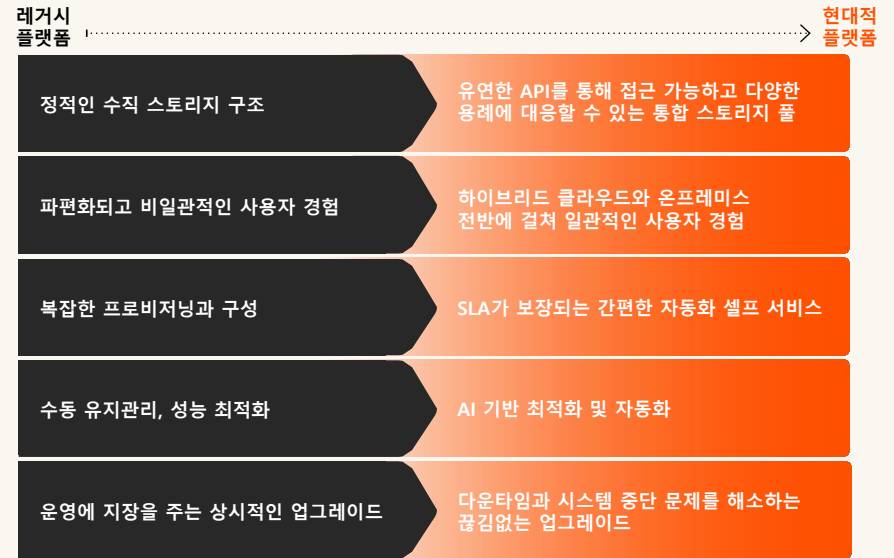 레거시
플랫폼
현대적
플랫폼
정적인 수직 스토리지 구조
유연한 API를 통해 접근 가능하고 다양한
용례에 대응할 수 있는 통합 스토리지 풀
파편화되고 비일관적인 사용자 경험
하이브리드 클라우드와 온프레미스
전반에 걸쳐 일관적인 사용자 경험
복잡한 프로비저닝과 구성
SLA가 보장되는 간편한 자동화 셀프 서비스
수동 유지관리, 성능 최적화
AI 기반 최적화 및 자동화
운영에 지장을 주는 상시적인 업그레이드
다운타임과 시스템 중단 문제를 해소하는
끊김없는 업그레이드